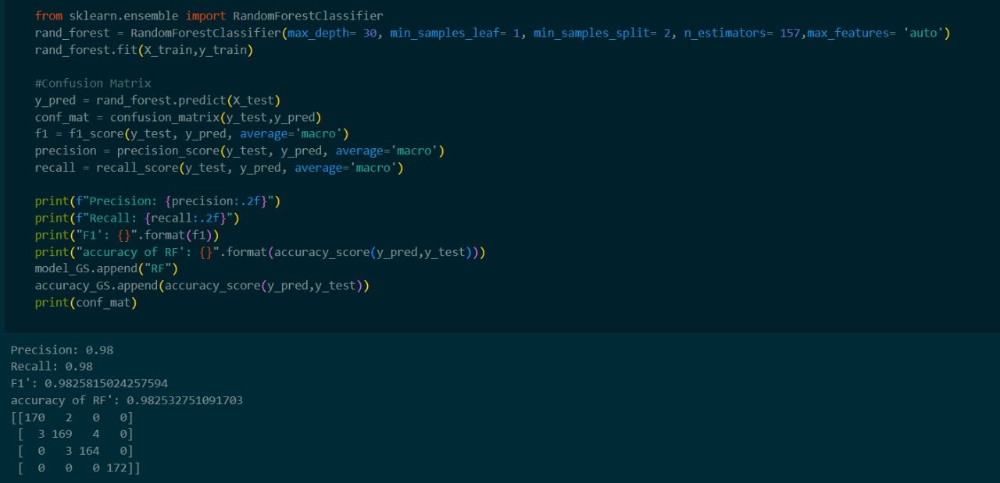 from sklearn.ensemble import RandomForestClassifier
rand_forest = RandomForestClassifier(max_depth= 30, min_samples_leaf= 1, min_samples_split= 2, n_estimators= 157,max_features= 'auto')
rand_forest.fit(X_train,y_train)

#Confusion Matrix
y_pred = rand_forest.predict(X_test)
conf_mat = confusion_matrix(y_test,y_pred)
f1 = f1_score(y_test, y_pred, average='macro')
precision = precision_score(y_test, y_pred, average='macro')
recall = recall_score(y_test, y_pred, average='macro')

print(f"Precision: {precision:.2f}")
print(f"Recall: {recall:.2f}")
print("F1': {}".format(f1))
print("accuracy of RF': {}".format(accuracy_score(y_pred,y_test)))
model_GS.append("RF")
accuracy_GS.append(accuracy_score(y_pred,y_test))
print(conf_mat)

Precision: 0.98
Recall: 0.98
F1': 0.9825815024257594
accuracy of RF': 0.982532751091703
[[170   2   0   0]
 [  3 169   4   0]
 [  0   3 164   0]
 [  0   0   0 172]]